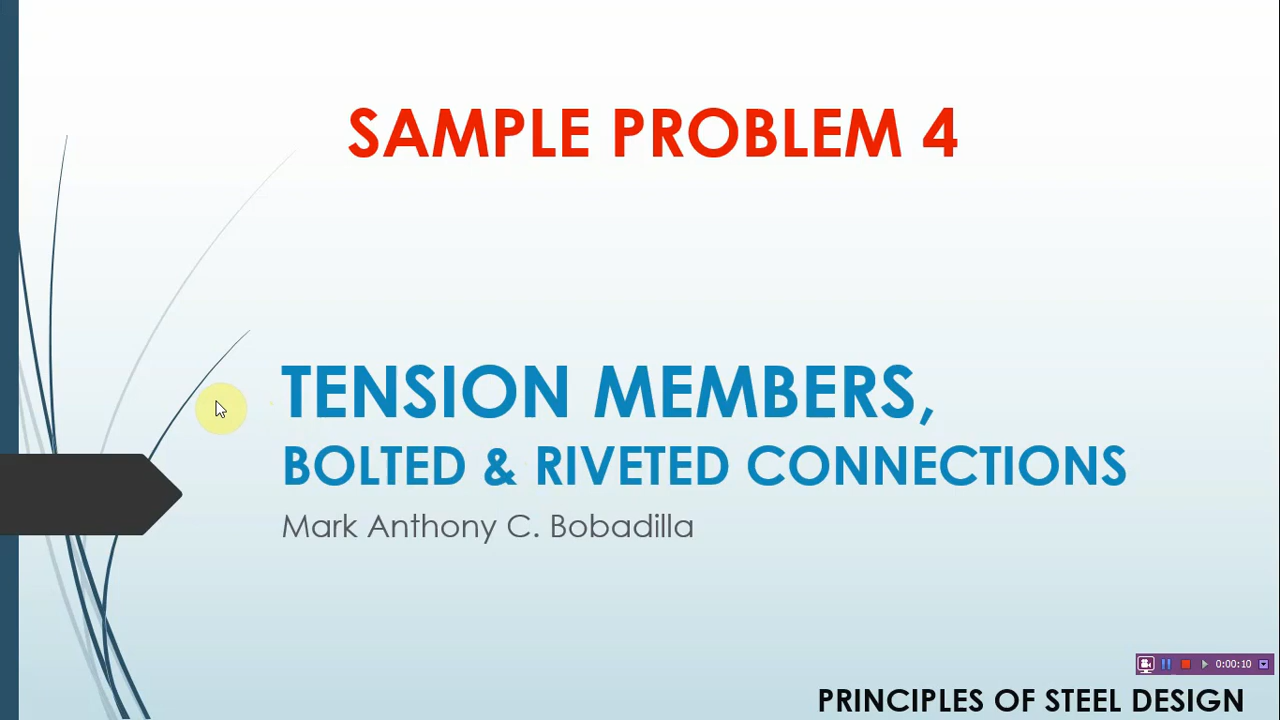 SAMPLE PROBLEM 4
TENSION MEMBERS,
BOLTED & RIVETED CONNECTIONS
Mark Anthony C. Bobadilla
0:00:10
PRINCIPLES OF STEEL DESIGN